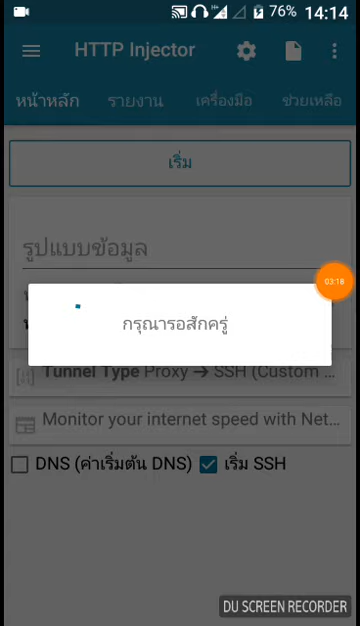 76% 14:14
HTTP Injector
หน้าหลัก รายงาน เครื่องมือ ช่วยเหลือ
เริ่ม
รูปแบบข้อมูล
03:18
กรุณารอสักครู่
Tunnel Type Proxy → SSH (Custom ...
Monitor your internet speed with Net...
DNS (ค่าเริ่มต้น DNS) เริ่ม SSH
DU SCREEN RECORDER